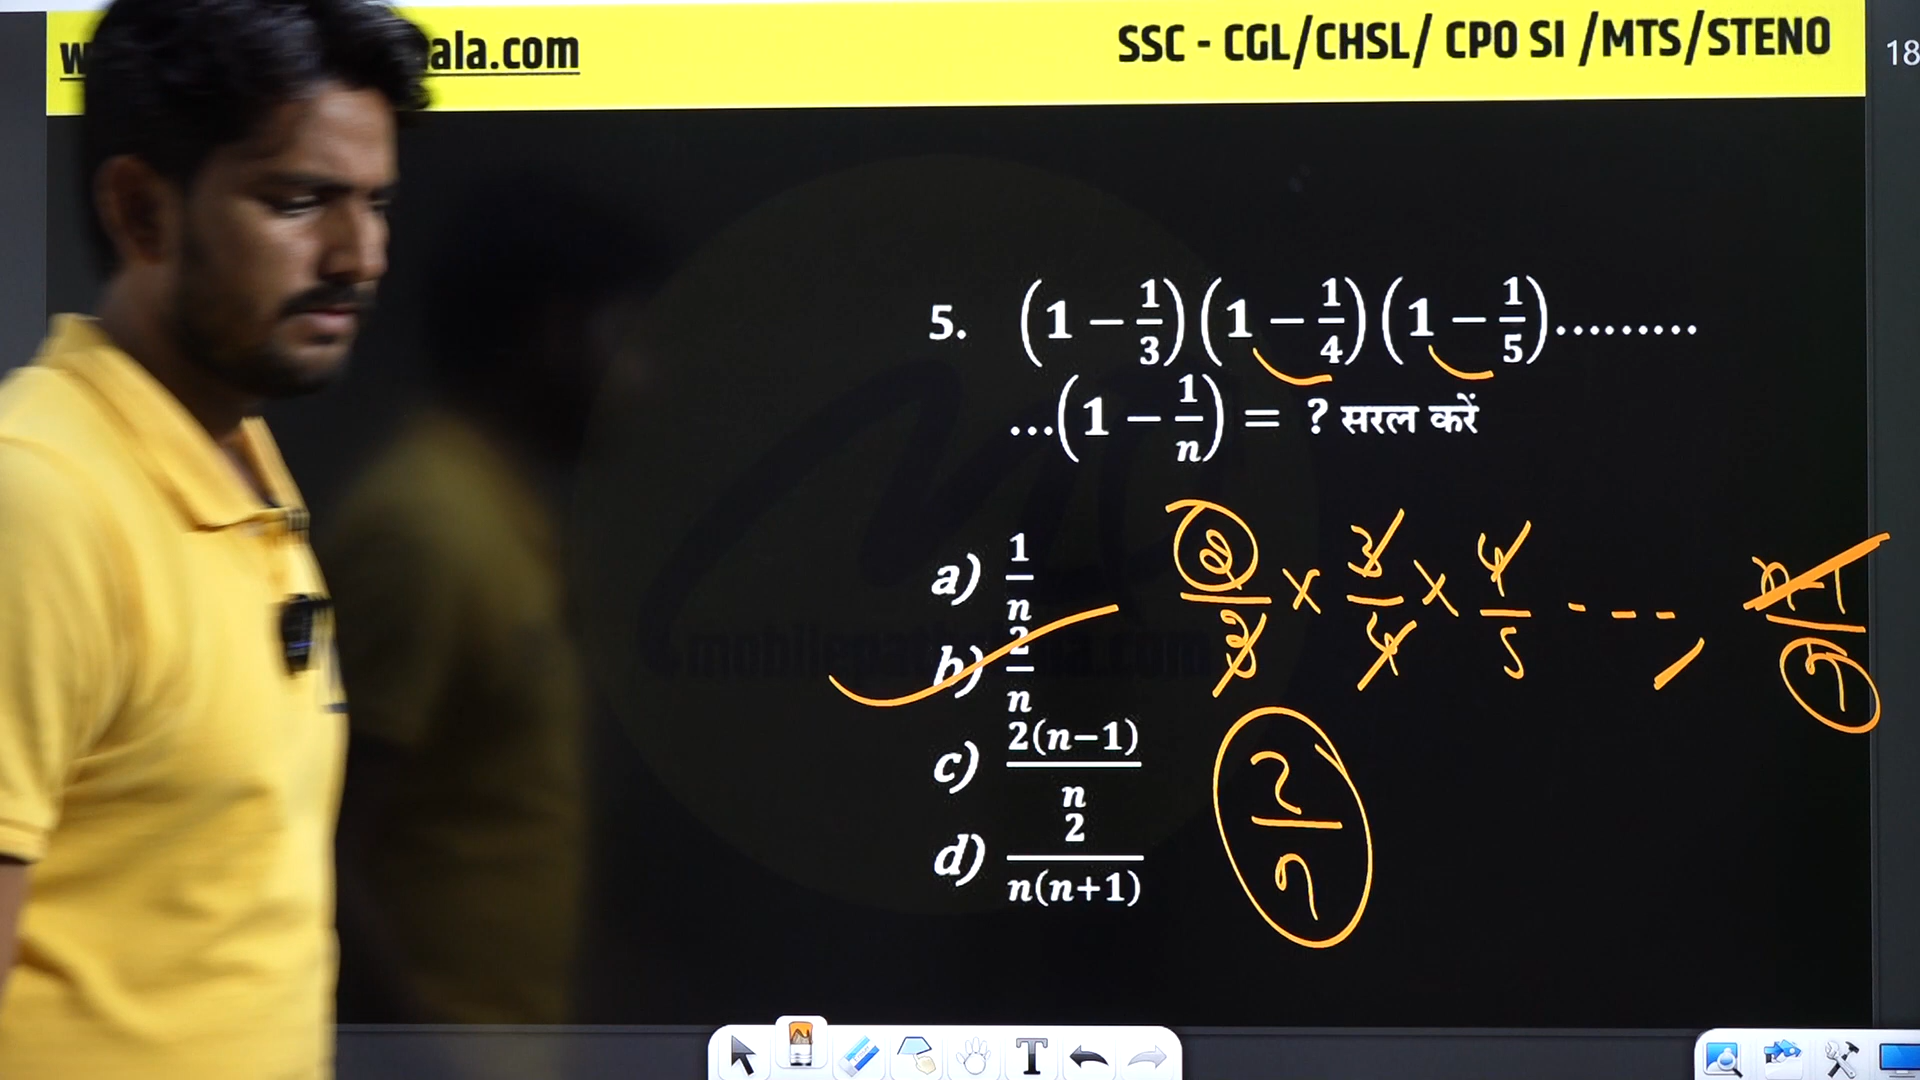 ala.com
SSC - CGL/CHSL/ CPO SI /MTS/STENO
18
5. (1 − 1/3)(1 − 1/4)(1 − 1/5).........
...(1 − 1/n) = ? सरल करें
a) 1/n
b) 2/n
c) 2(n−1)/n
d) 2/n(n+1)
2/3 × 3/4 × 4/5 - - - - n-1/n
2/n
T